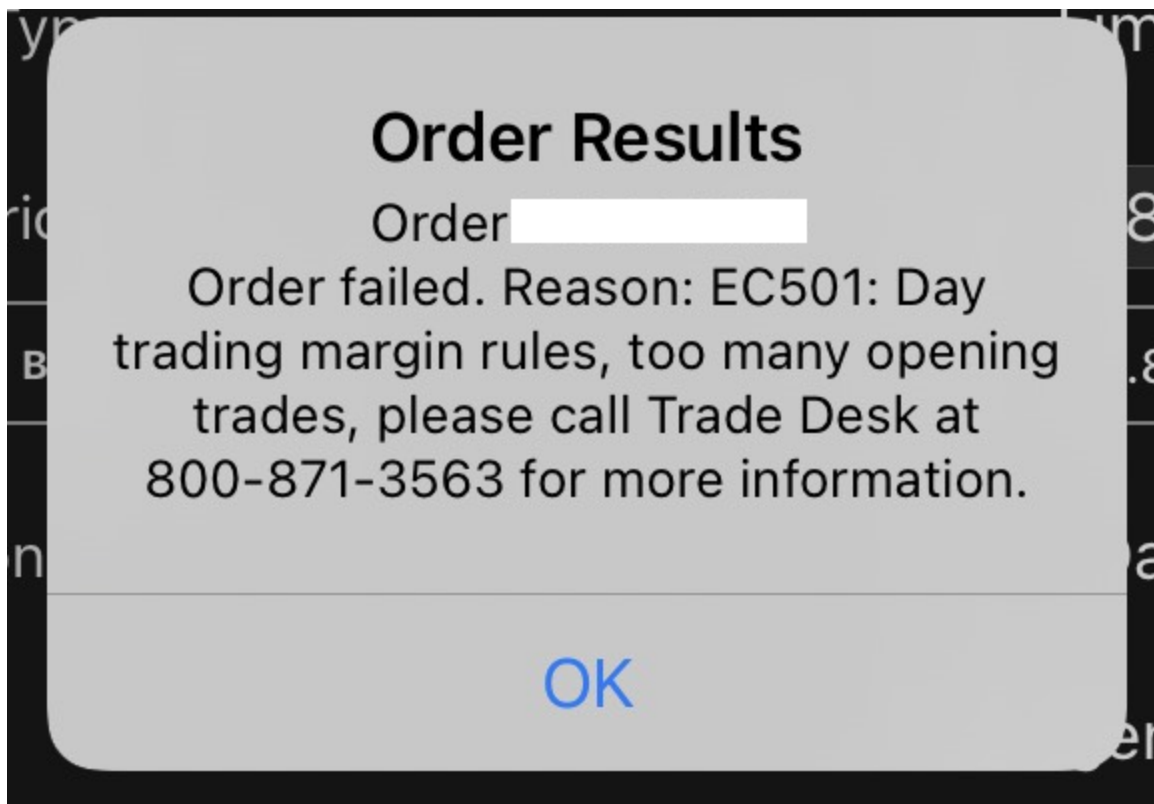 Order Results
Order
Order failed. Reason: EC501: Day
trading margin rules, too many opening
trades, please call Trade Desk at
800-871-3563 for more information.
OK